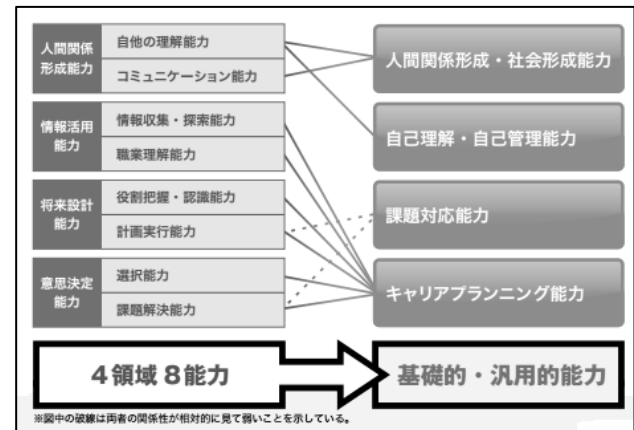 人間関係
形成能力
自他の理解能力
コミュニケーション能力
情報活用
能力
情報収集・探索能力
職業理解能力
将来設計
能力
役割把握・認識能力
計画実行能力
意思決定
能力
選択能力
課題解決能力
人間関係形成・社会形成能力
自己理解・自己管理能力
課題対応能力
キャリアプランニング能力
4領域8能力
基礎的・汎用的能力
※図中の破線は両者の関係性が相対的に見て弱いことを示している。